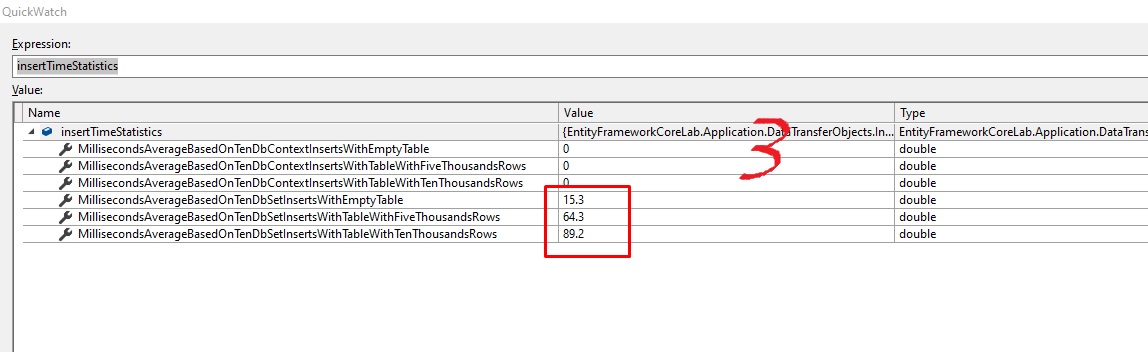 QuickWatch
Expression:
insertTimeStatistics
Value:
Name Value Type
insertTimeStatistics {EntityFrameworkCoreLab.Application.DataTransferObjects.In... EntityFrameworkCoreLab.Application.DataTrans
MillisecondsAverageBasedOnTenDbContextInsertsWithEmptyTable 0 double
MillisecondsAverageBasedOnTenDbContextInsertsWithTableWithFiveThousandsRows 0 double
MillisecondsAverageBasedOnTenDbContextInsertsWithTableWithTenThousandsRows 0 double
MillisecondsAverageBasedOnTenDbSetInsertsWithEmptyTable 15.3 double
MillisecondsAverageBasedOnTenDbSetInsertsWithTableWithFiveThousandsRows 64.3 double
MillisecondsAverageBasedOnTenDbSetInsertsWithTableWithTenThousandsRows 89.2 double
3